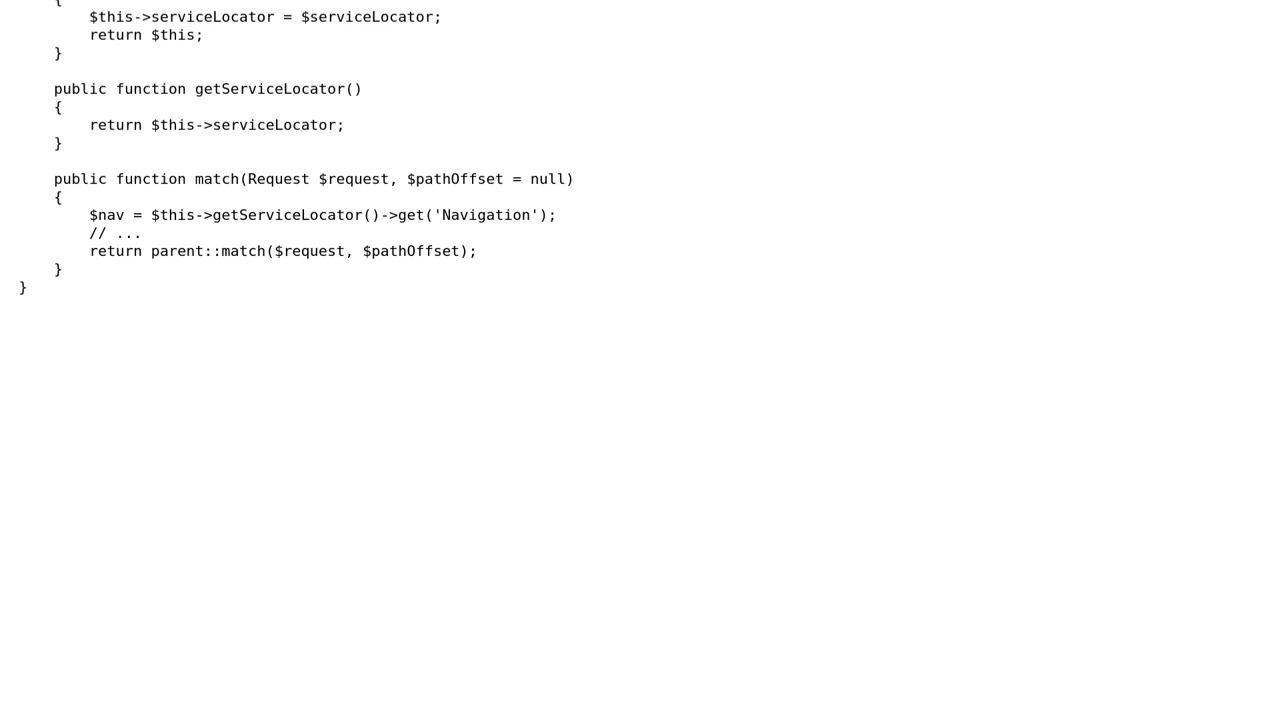 {
        $this->serviceLocator = $serviceLocator;
        return $this;
    }

    public function getServiceLocator()
    {
        return $this->serviceLocator;
    }

    public function match(Request $request, $pathOffset = null)
    {
        $nav = $this->getServiceLocator()->get('Navigation');
        // ...
        return parent::match($request, $pathOffset);
    }
}